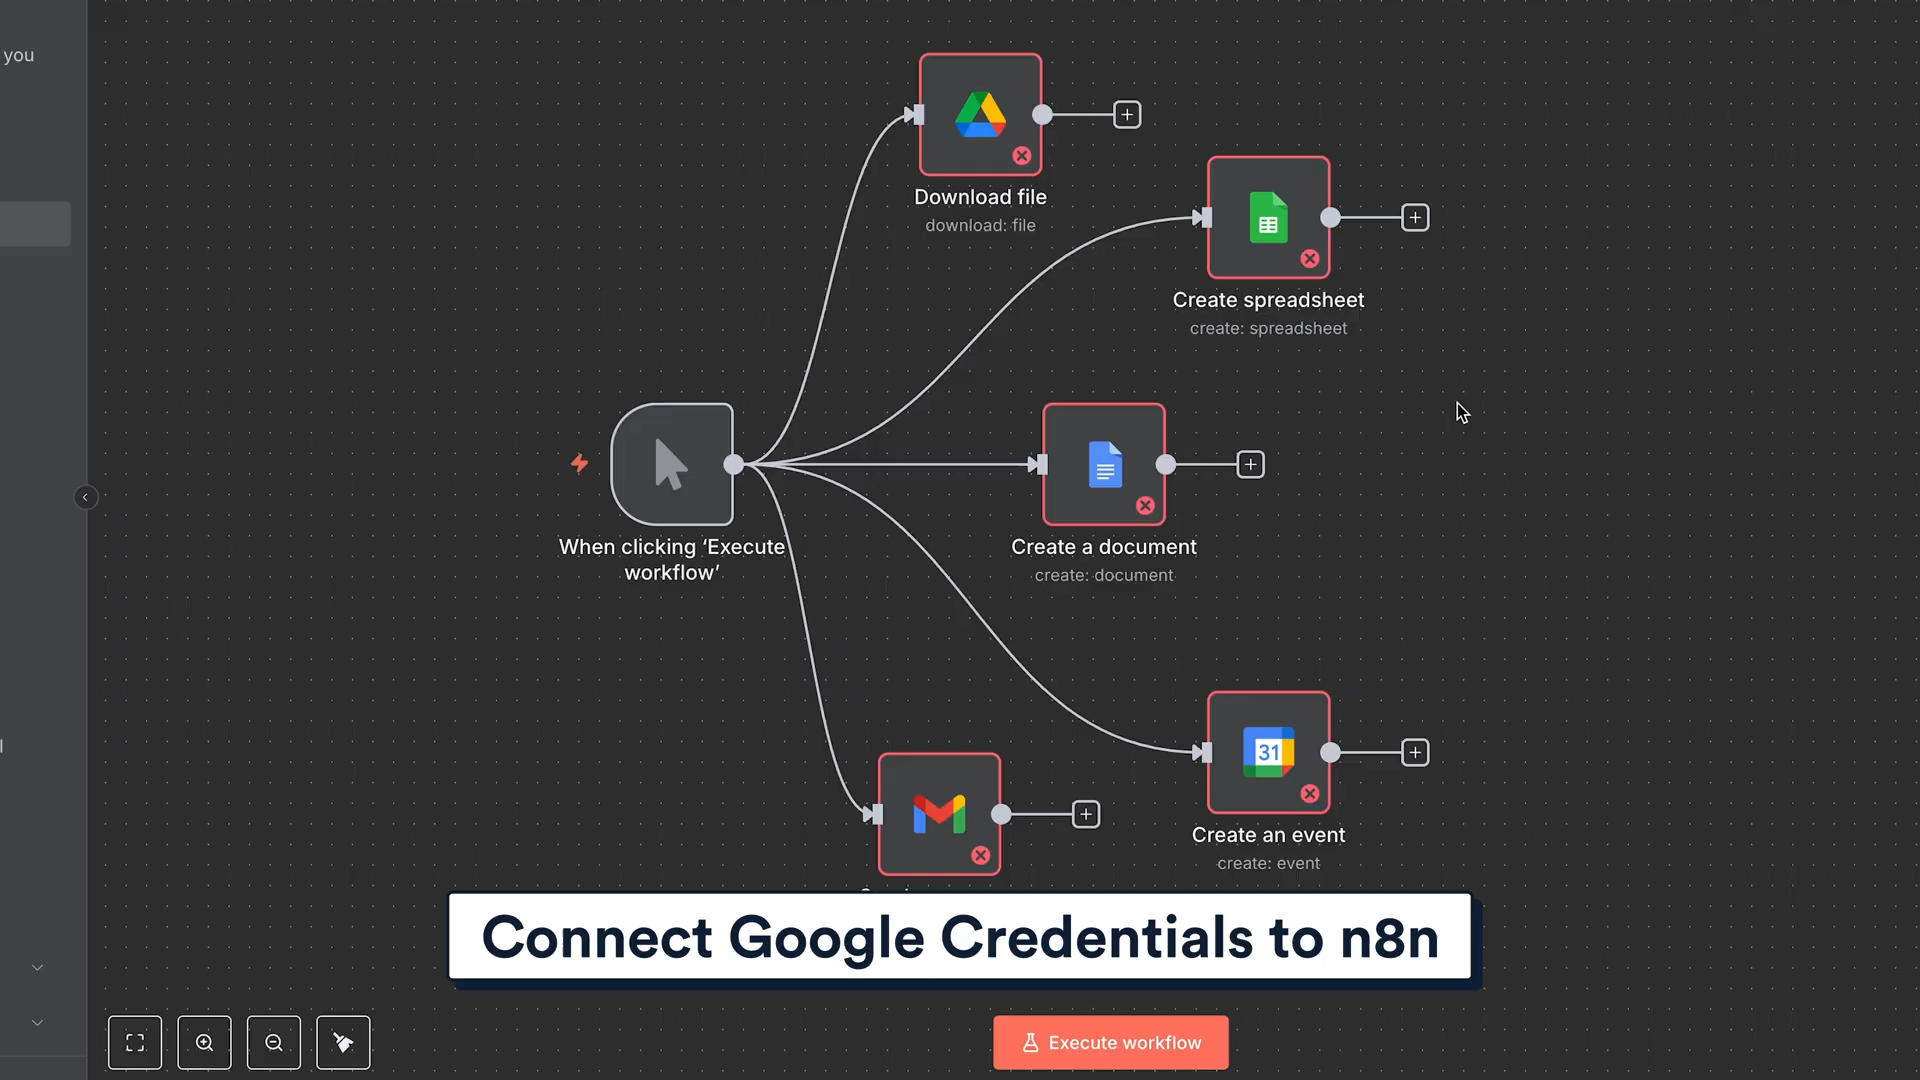 you
Download file
download: file
Create spreadsheet
create: spreadsheet
When clicking ‘Execute
workflow’
Create a document
create: document
31
Create an event
create: event
Connect Google Credentials to n8n
Execute workflow